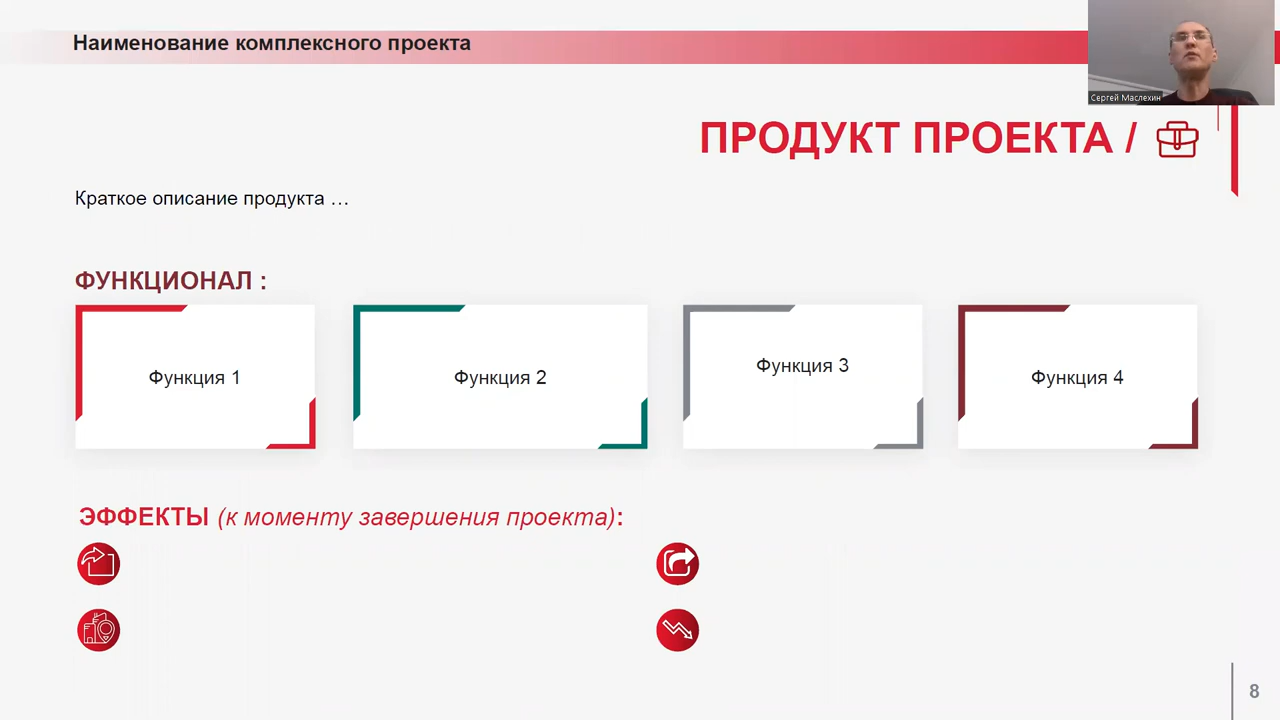 Наименование комплексного проекта
Сергей Маслехин
ПРОДУКТ ПРОЕКТА /
Краткое описание продукта …
ФУНКЦИОНАЛ :
Функция 1
Функция 2
Функция 3
Функция 4
ЭФФЕКТЫ (к моменту завершения проекта):
8